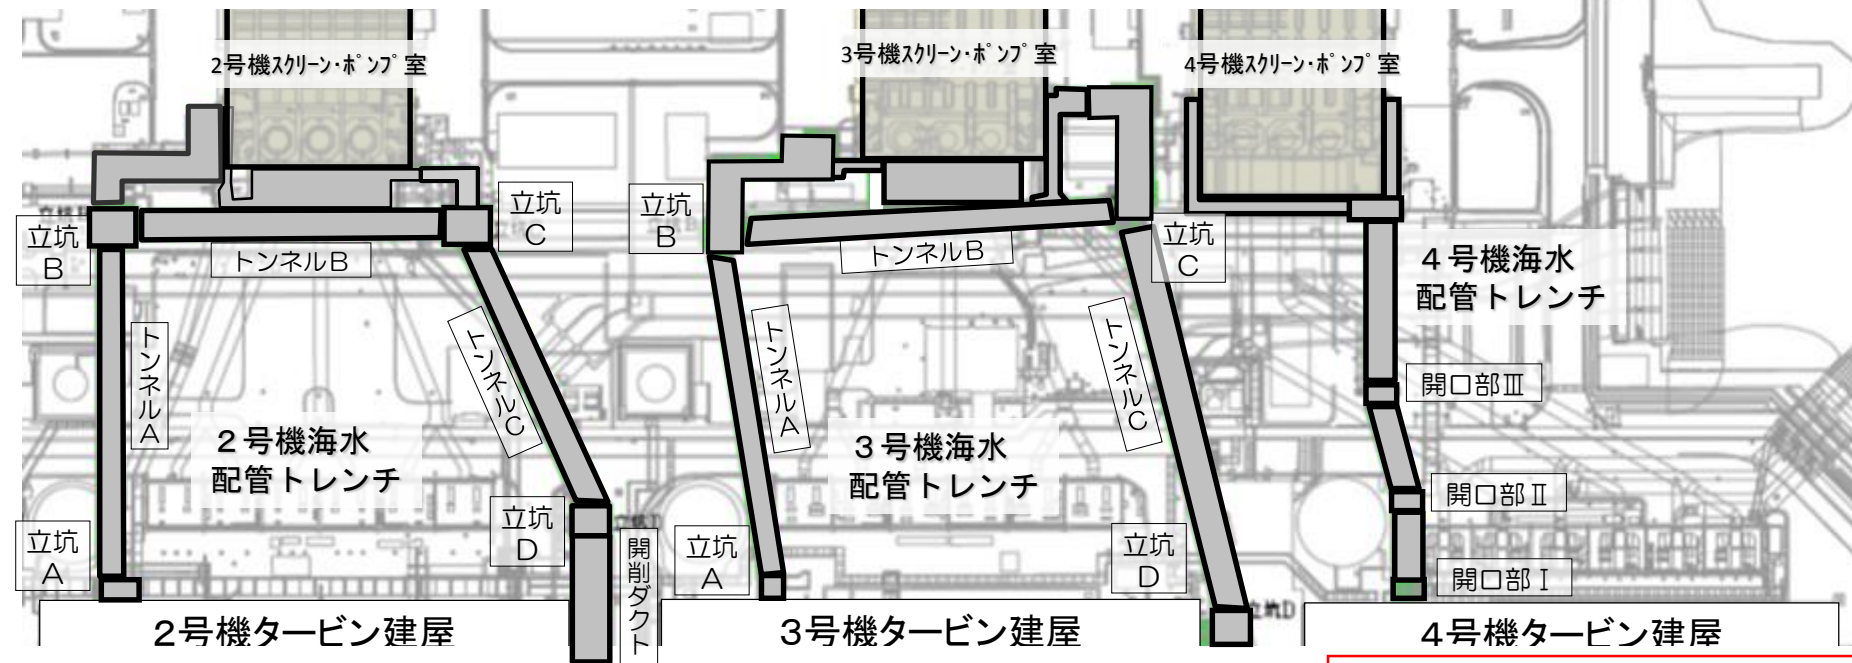 2号機スクリーン・ポンプ室
3号機スクリーン・ポンプ室
4号機スクリーン・ポンプ室
立坑
B
立坑
C
トンネルB
トンネルA
トンネルC
2号機海水
配管トレンチ
立坑
A
立坑
D
開削ダクト
2号機タービン建屋
立坑
B
立坑
C
トンネルB
トンネルA
トンネルC
3号機海水
配管トレンチ
立坑
A
立坑
D
立坑D
3号機タービン建屋
4号機海水
配管トレンチ
開口部Ⅲ
開口部Ⅱ
開口部Ⅰ
4号機タービン建屋